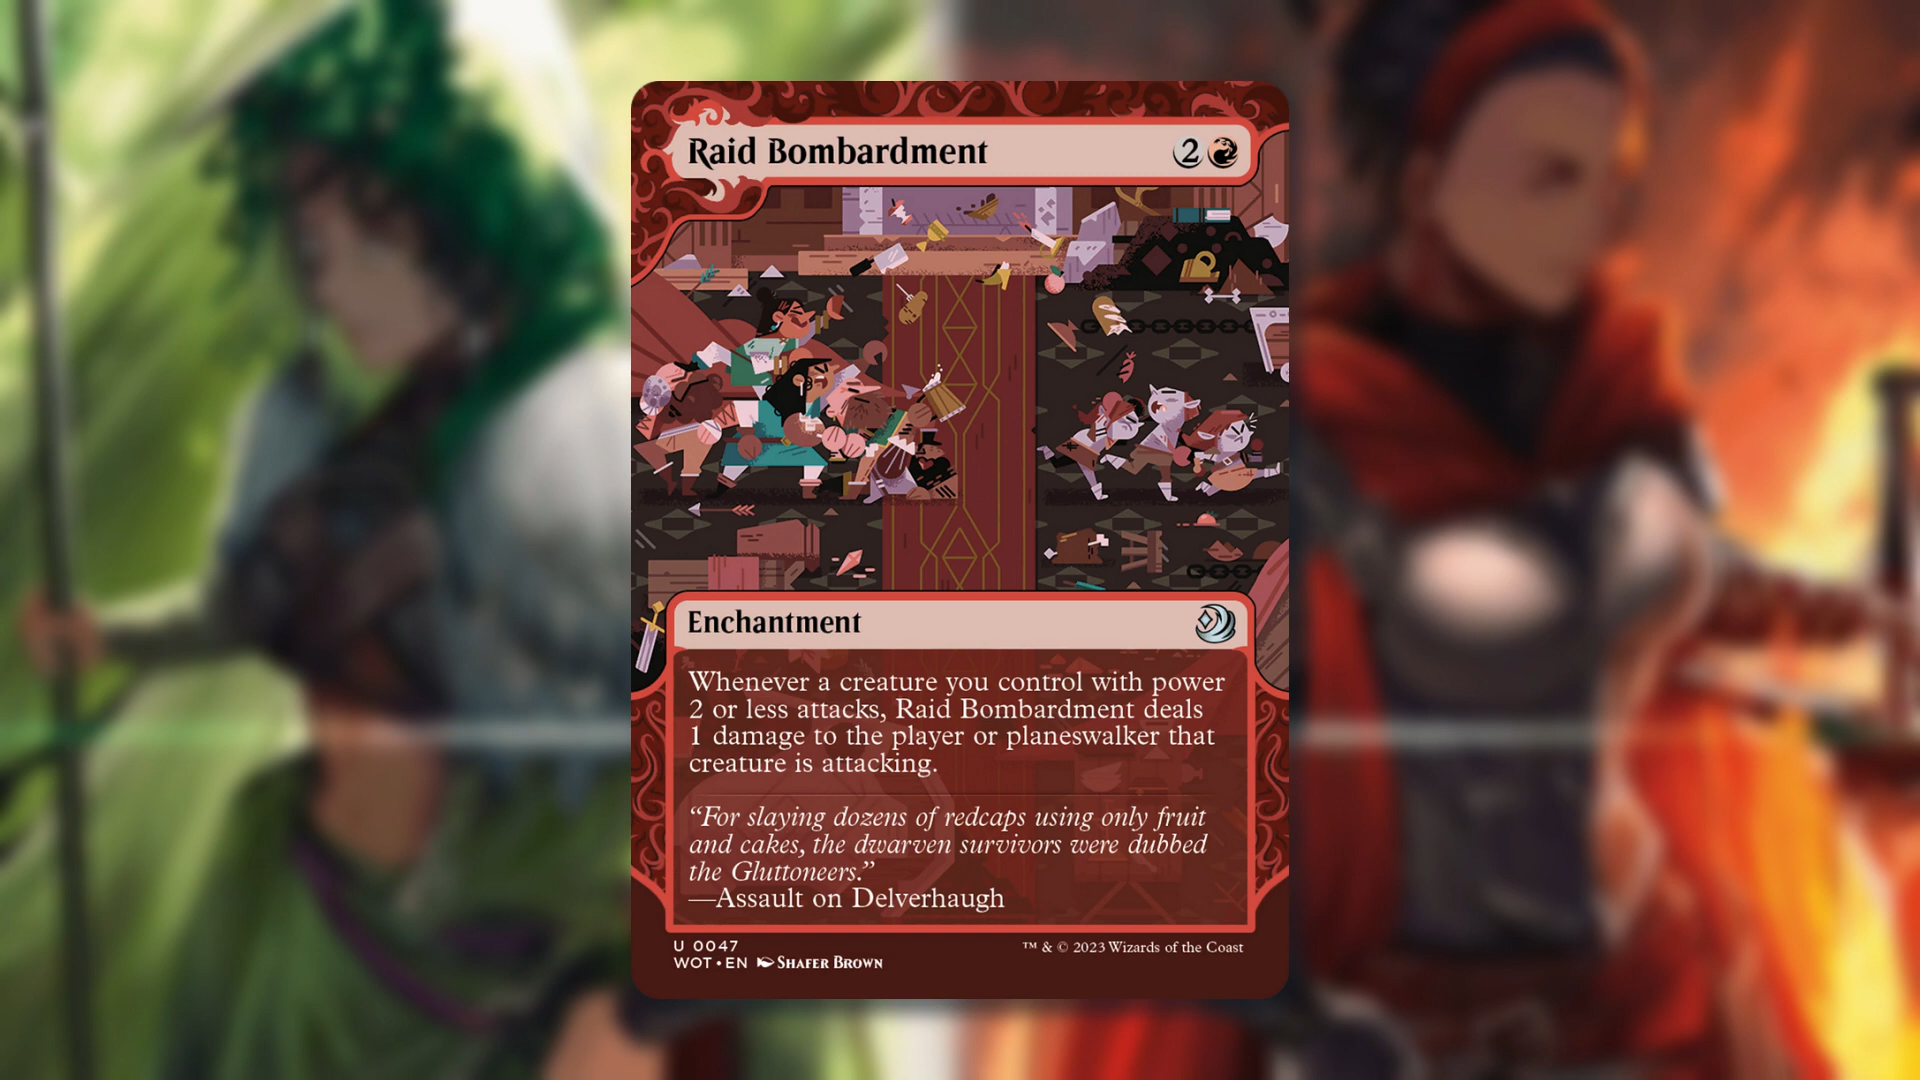 Raid Bombardment 2
Enchantment
Whenever a creature you control with power
2 or less attacks, Raid Bombardment deals
1 damage to the player or planeswalker that
creature is attacking.
“For slaying dozens of redcaps using only fruit
and cakes, the dwarven survivors were dubbed
the Gluttoneers.”
—Assault on Delverhaugh
U 0047
WOT • EN Shafer Brown
™ & © 2023 Wizards of the Coast